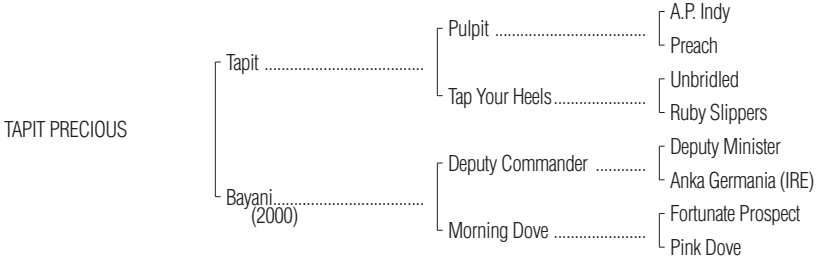 A.P. Indy
Pulpit ......................................
Preach
Tapit ........................................
Unbridled
Tap Your Heels.......................
Ruby Slippers
TAPIT PRECIOUS
Deputy Minister
Deputy Commander ............
Anka Germania (IRE)
Bayani......................................
(2000)
Fortunate Prospect
Morning Dove .......................
Pink Dove